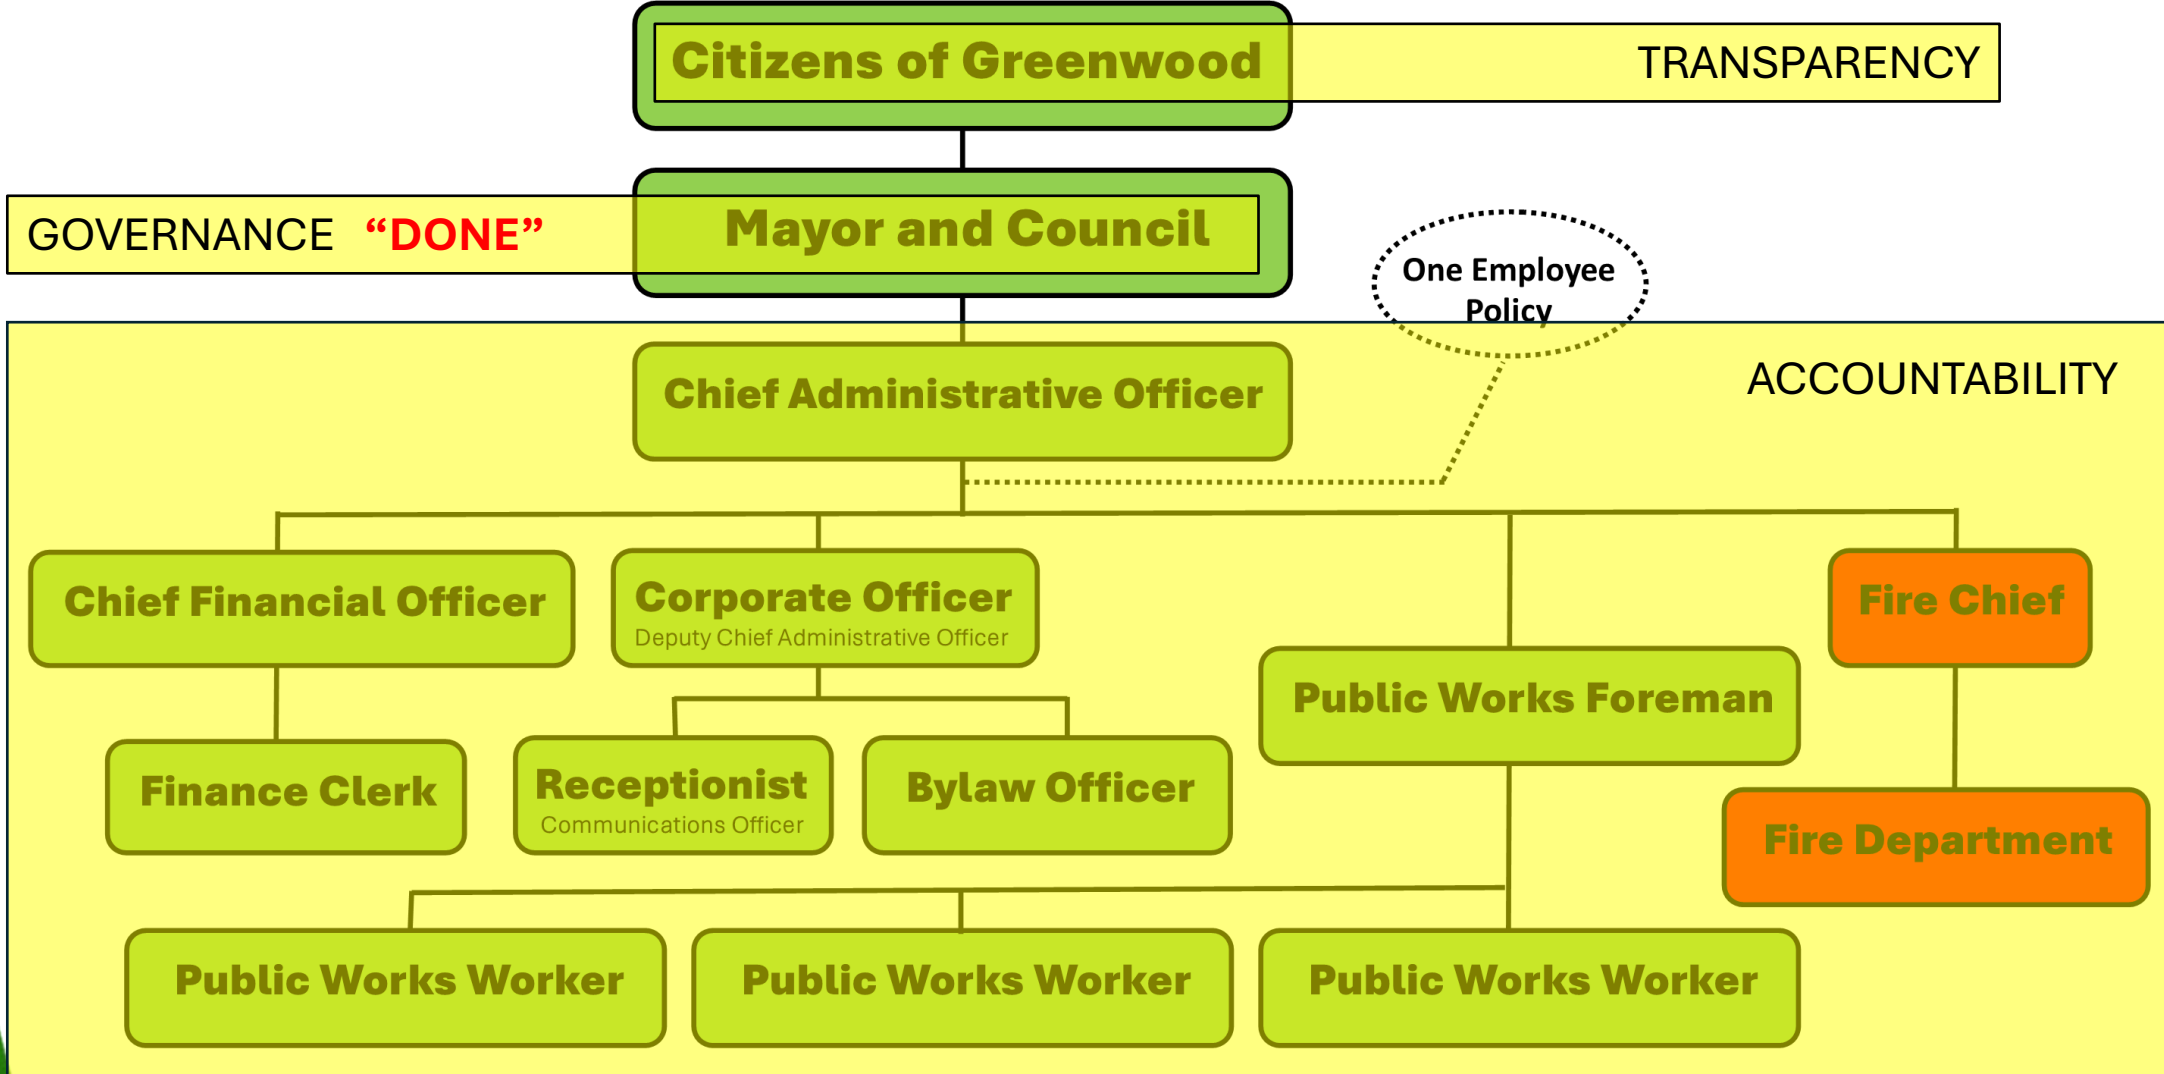 Citizens of Greenwood
TRANSPARENCY
GOVERNANCE “DONE”
Mayor and Council
One Employee
Policy
Chief Administrative Officer
ACCOUNTABILITY
Chief Financial Officer
Corporate Officer
Deputy Chief Administrative Officer
Fire Chief
Public Works Foreman
Finance Clerk
Receptionist
Communications Officer
Bylaw Officer
Fire Department
Public Works Worker
Public Works Worker
Public Works Worker